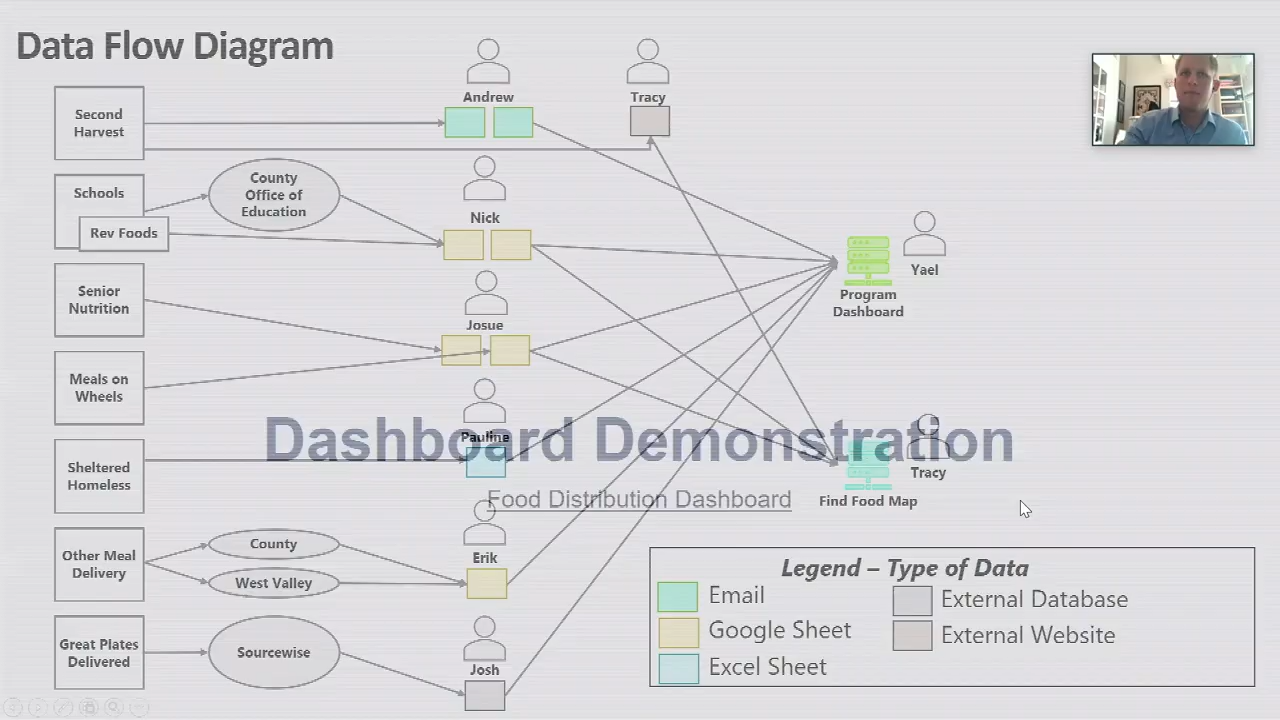 Data Flow Diagram
Andrew
Tracy
Second
Harvest
Schools
County
Office of
Education
Rev Foods
Nick
Yael
Program
Dashboard
Senior
Nutrition
Josue
Meals on
Wheels
Pauline
Dashboard Demonstration
Sheltered
Homeless
Tracy
Food Distribution Dashboard
Find Food Map
Other Meal
Delivery
County
West Valley
Erik
Great Plates
Delivered
Sourcewise
Josh
Legend – Type of Data
Email
Google Sheet
Excel Sheet
External Database
External Website